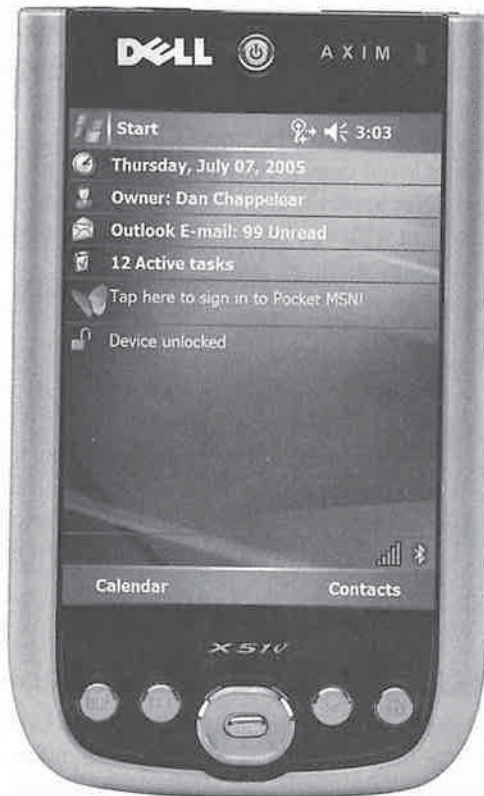 DELL AXIM
Start 3:03
Thursday, July 07, 2005
Owner: Dan Chappelear
Outlook E-mail: 99 Unread
12 Active tasks
Tap here to sign in to Pocket MSN!
Device unlocked
Calendar Contacts
X51v